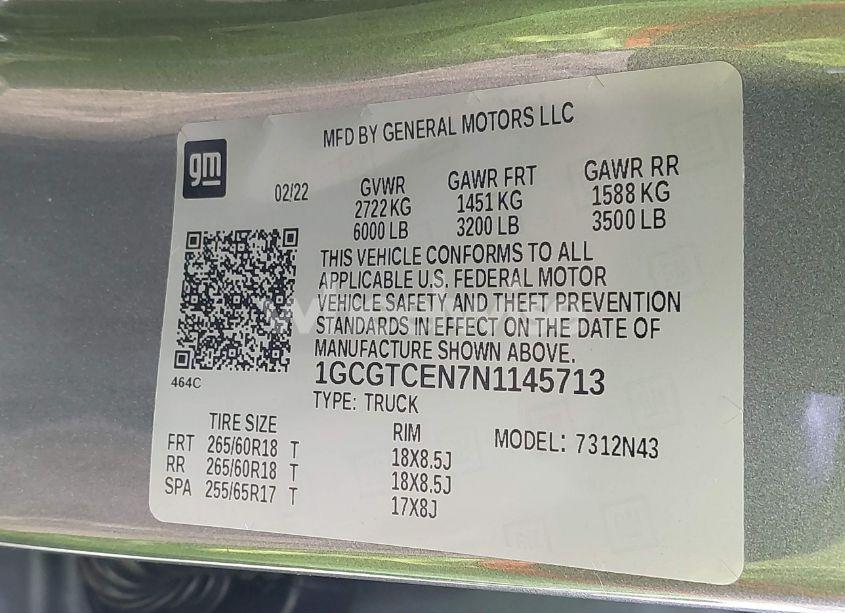 MFD BY GENERAL MOTORS LLC
gm
02/22
GVWR GAWR FRT GAWR RR
2722 KG 1451 KG 1588 KG
6000 LB 3200 LB 3500 LB
THIS VEHICLE CONFORMS TO ALL
APPLICABLE U.S. FEDERAL MOTOR
VEHICLE SAFETY AND THEFT PREVENTION
STANDARDS IN EFFECT ON THE DATE OF
MANUFACTURE SHOWN ABOVE.
464C
1GCGTCEN7N1145713
TYPE: TRUCK
TIRE SIZE RIM MODEL: 7312N43
FRT 265/60R18 T 18X8.5J
RR 265/60R18 T 18X8.5J
SPA 255/65R17 T 17X8J